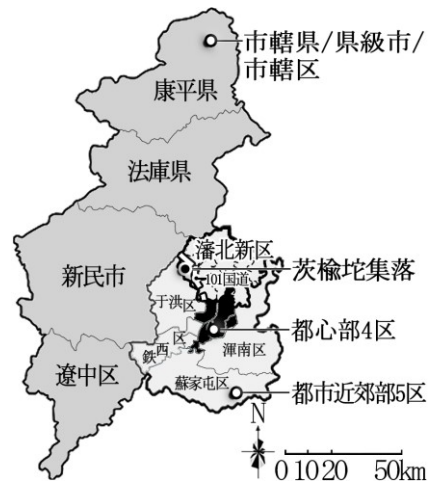 市轄県/県級市/
市轄区
康平県
法庫県
瀋北新区
101国道
茨楡坨集落
新民市
于洪区
都心部4区
鉄西区
渾南区
遼中区
蘇家屯区
都市近郊部5区
N
0 10 20 50km